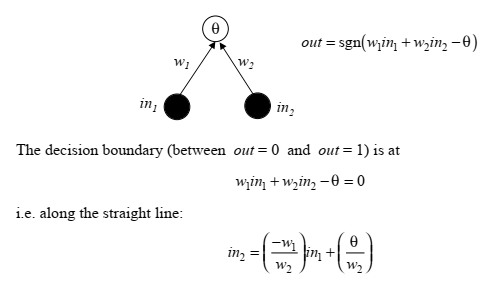 θ
out = sgn(w₁in₁ + w₂in₂ − θ)
w₁ w₂
in₁ in₂
The decision boundary (between out = 0 and out = 1) is at
w₁in₁ + w₂in₂ − θ = 0
i.e. along the straight line:
in₂ = (−w₁ / w₂) in₁ + (θ / w₂)